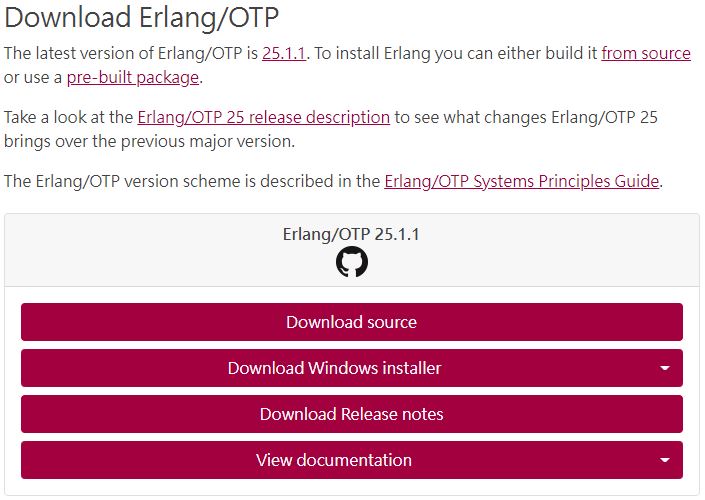 Download Erlang/OTP
The latest version of Erlang/OTP is 25.1.1. To install Erlang you can either build it from source
or use a pre-built package.
Take a look at the Erlang/OTP 25 release description to see what changes Erlang/OTP 25
brings over the previous major version.
The Erlang/OTP version scheme is described in the Erlang/OTP Systems Principles Guide.
Erlang/OTP 25.1.1
Download source
Download Windows installer
Download Release notes
View documentation